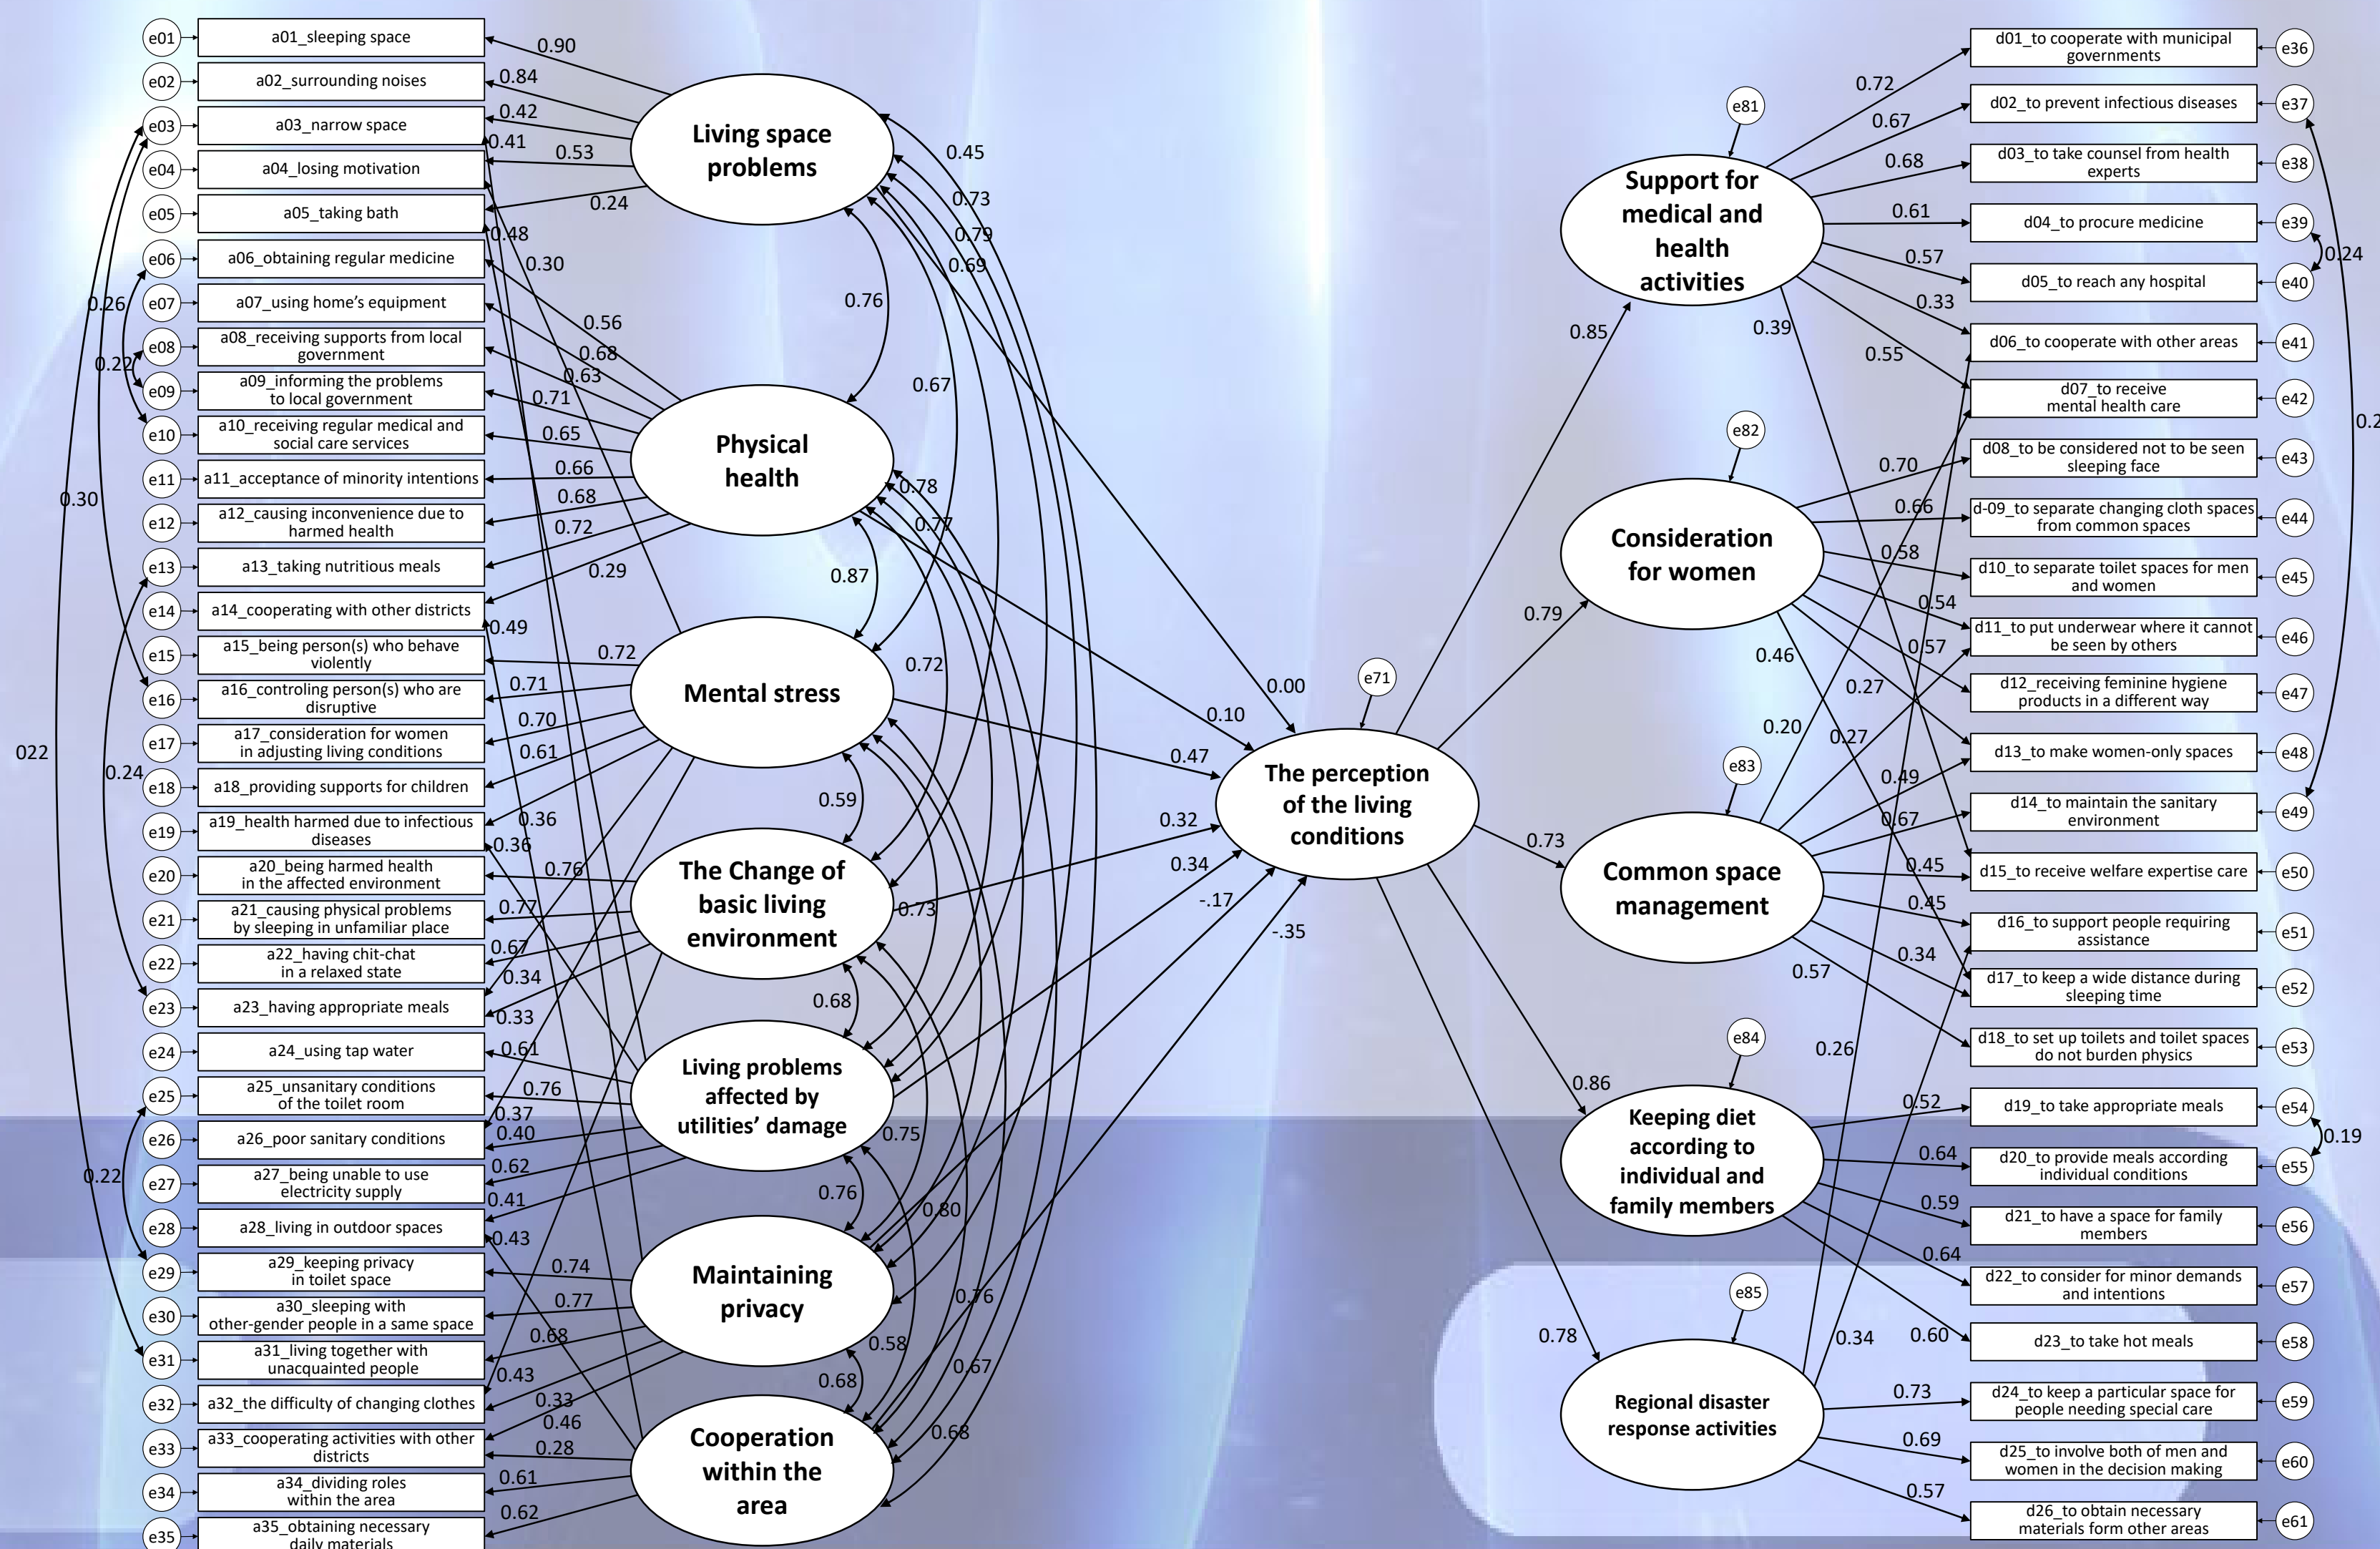 e01
a01_sleeping space
e02
a02_surrounding noises
e03
a03_narrow space
e04
a04_losing motivation
e05
a05_taking bath
e06
a06_obtaining regular medicine
e07
a07_using home’s equipment
e08
a08_receiving supports from local
government
e09
a09_informing the problems
to local government
e10
a10_receiving regular medical and
social care services
e11
a11_acceptance of minority intentions
e12
a12_causing inconvenience due to
harmed health
e13
a13_taking nutritious meals
e14
a14_cooperating with other districts
e15
a15_being person(s) who behave
violently
e16
a16_controling person(s) who are
disruptive
e17
a17_consideration for women
in adjusting living conditions
e18
a18_providing supports for children
e19
a19_health harmed due to infectious
diseases
e20
a20_being harmed health
in the affected environment
e21
a21_causing physical problems
by sleeping in unfamiliar place
e22
a22_having chit-chat
in a relaxed state
e23
a23_having appropriate meals
e24
a24_using tap water
e25
a25_unsanitary conditions
of the toilet room
e26
a26_poor sanitary conditions
e27
a27_being unable to use
electricity supply
e28
a28_living in outdoor spaces
e29
a29_keeping privacy
in toilet space
e30
a30_sleeping with
other-gender people in a same space
e31
a31_living together with
unacquainted people
e32
a32_the difficulty of changing clothes
e33
a33_cooperating activities with other
districts
e34
a34_dividing roles
within the area
e35
a35_obtaining necessary
daily materials
0.26
0.22
0.30
022
0.24
0.22
0.90
0.84
0.42
0.41
0.53
0.24
0.48
0.30
0.56
0.68
0.63
0.71
0.65
0.66
0.68
0.72
0.29
0.49
0.72
0.71
0.70
0.61
0.36
0.36
0.76
0.77
0.67
0.34
0.33
0.61
0.76
0.37
0.40
0.62
0.41
0.43
0.74
0.77
0.68
0.43
0.33
0.46
0.28
0.61
0.62
Living space
problems
Physical
health
Mental stress
The Change of
basic living
environment
Living problems
affected by
utilities’ damage
Maintaining
privacy
Cooperation
within the
area
0.45
0.73
0.79
0.69
0.76
0.67
0.78
0.77
0.87
0.72
0.59
0.73
0.68
0.75
0.76
0.80
0.76
0.58
0.67
0.68
0.68
0.00
0.10
0.47
0.32
0.34
-.17
-.35
e71
The perception
of the living
conditions
0.85
0.79
0.73
0.86
0.78
e81
Support for
medical and
health
activities
e82
Consideration
for women
e83
Common space
management
e84
Keeping diet
according to
individual and
family members
e85
Regional disaster
response activities
0.72
0.67
0.68
0.61
0.57
0.33
0.39
0.55
0.70
0.66
0.58
0.54
0.57
0.46
0.27
0.20
0.27
0.49
0.67
0.45
0.45
0.34
0.57
0.26
0.52
0.64
0.59
0.64
0.60
0.34
0.73
0.69
0.57
d01_to cooperate with municipal
governments
e36
d02_to prevent infectious diseases
e37
d03_to take counsel from health
experts
e38
d04_to procure medicine
e39
d05_to reach any hospital
e40
d06_to cooperate with other areas
e41
d07_to receive
mental health care
e42
d08_to be considered not to be seen
sleeping face
e43
d-09_to separate changing cloth spaces
from common spaces
e44
d10_to separate toilet spaces for men
and women
e45
d11_to put underwear where it cannot
be seen by others
e46
d12_receiving feminine hygiene
products in a different way
e47
d13_to make women-only spaces
e48
d14_to maintain the sanitary
environment
e49
d15_to receive welfare expertise care
e50
d16_to support people requiring
assistance
e51
d17_to keep a wide distance during
sleeping time
e52
d18_to set up toilets and toilet spaces
do not burden physics
e53
d19_to take appropriate meals
e54
d20_to provide meals according
individual conditions
e55
d21_to have a space for family
members
e56
d22_to consider for minor demands
and intentions
e57
d23_to take hot meals
e58
d24_to keep a particular space for
people needing special care
e59
d25_to involve both of men and
women in the decision making
e60
d26_to obtain necessary
materials form other areas
e61
0.24
0.19